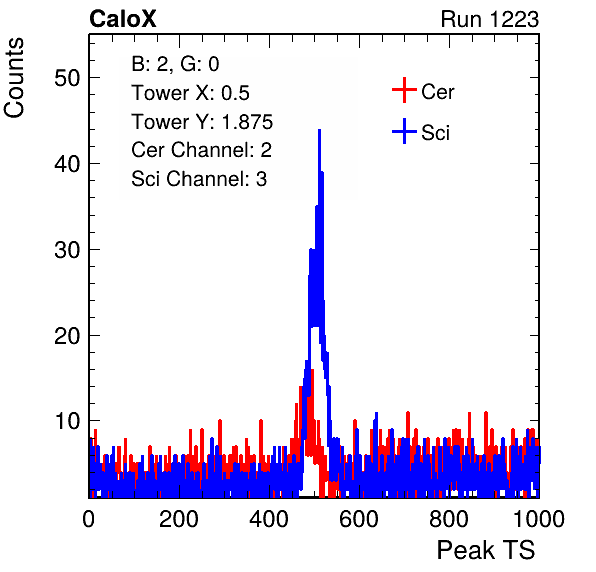 CaloX Run 1223
B: 2, G: 0
Tower X: 0.5
Tower Y: 1.875
Cer Channel: 2
Sci Channel: 3
Cer
Sci
Counts
50
40
30
20
10
0 200 400 600 800 1000
Peak TS